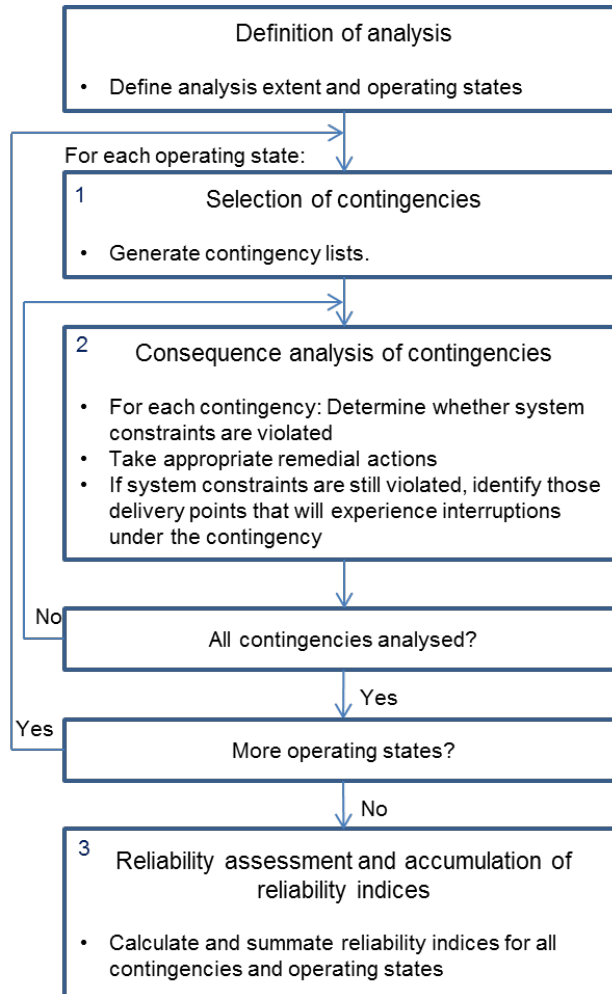 Definition of analysis
• Define analysis extent and operating states
For each operating state:
1
Selection of contingencies
• Generate contingency lists.
2
Consequence analysis of contingencies
• For each contingency: Determine whether system
constraints are violated
• Take appropriate remedial actions
• If system constraints are still violated, identify those
delivery points that will experience interruptions
under the contingency
No
All contingencies analysed?
Yes
Yes
More operating states?
No
3
Reliability assessment and accumulation of
reliability indices
• Calculate and summate reliability indices for all
contingencies and operating states